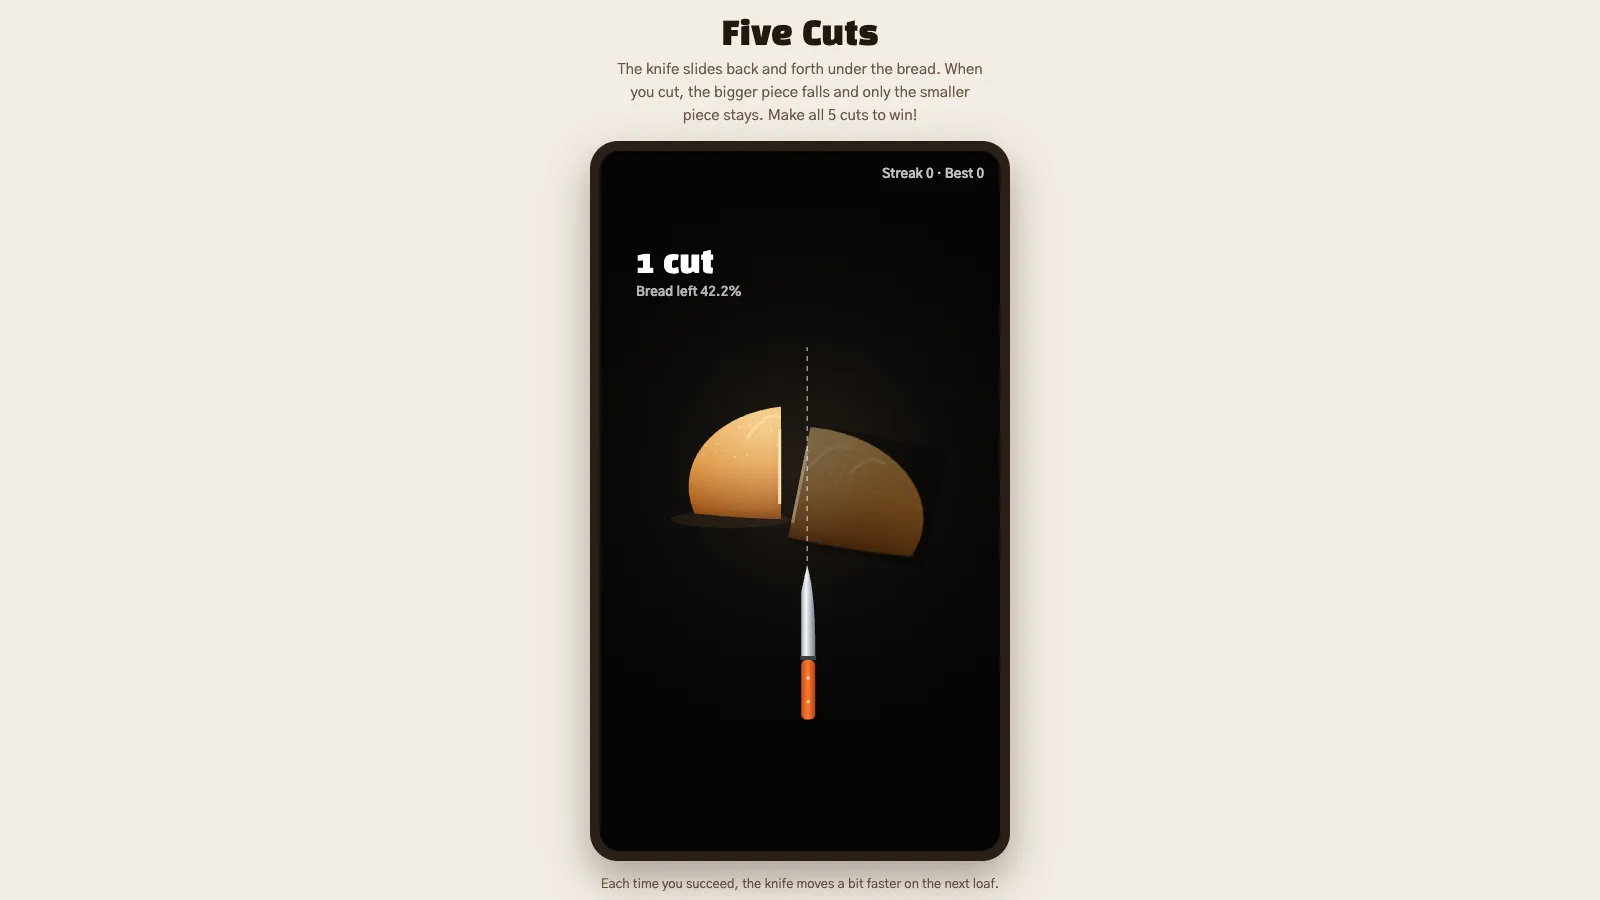 Five Cuts
The knife slides back and forth under the bread. When
you cut, the bigger piece falls and only the smaller
piece stays. Make all 5 cuts to win!
Streak 0 · Best 0
1 cut
Bread left 42.2%
Each time you succeed, the knife moves a bit faster on the next loaf.